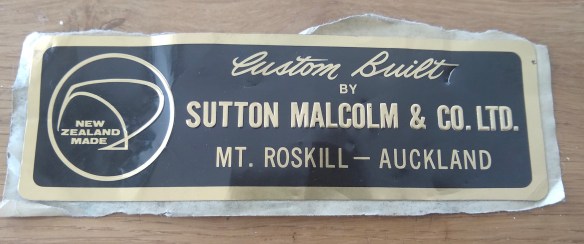 NEW
ZEALAND
MADE
Custom Built
BY
SUTTON MALCOLM & CO. LTD.
MT. ROSKILL — AUCKLAND